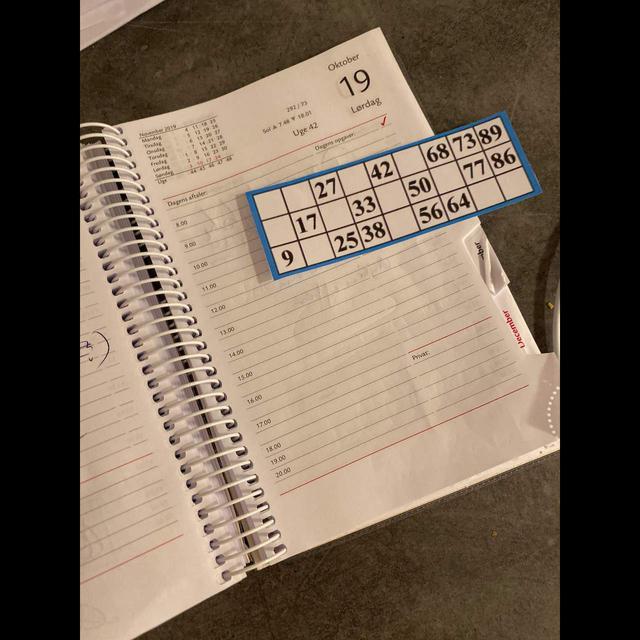 Oktober
19
Lørdag
292 / 73
Sol ▲ 7.48 ▼ 18.01
Uge 42
November 2019
Mandag 4 11 18 25
Tirsdag 5 12 19 26
Onsdag 6 13 20 27
Torsdag 7 14 21 28
Fredag 1 8 15 22 29
Lørdag 2 9 16 23 30
Søndag 3 10 17 24
Uge 44 45 46 47 48
Dagens opgaver: ✓
Dagens aftaler:
8.00
9.00
10.00
11.00
12.00
13.00
14.00
15.00
16.00
17.00
18.00
19.00
20.00
Privat:
27 42 68 73 89
17 33 50 77 86
9 25 38 56 64
ber
December